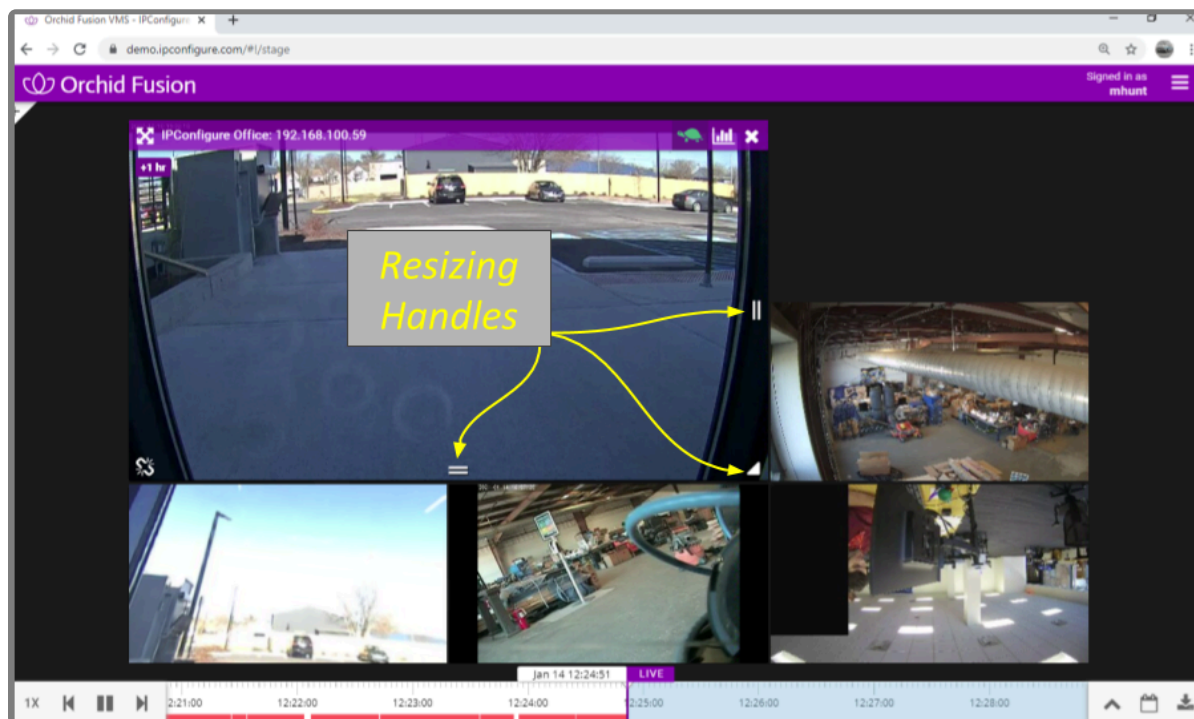 Orchid Fusion VMS - IPConfigure
demo.ipconfigure.com/#!/stage
Orchid Fusion
Signed in as
mhunt
IPConfigure Office: 192.168.100.59
+1 hr
Resizing
Handles
Jan 14 12:24:51
LIVE
1X
2:21:00
12:22:00
12:23:00
12:24:00
12:25:00
12:26:00
12:27:00
12:28:00